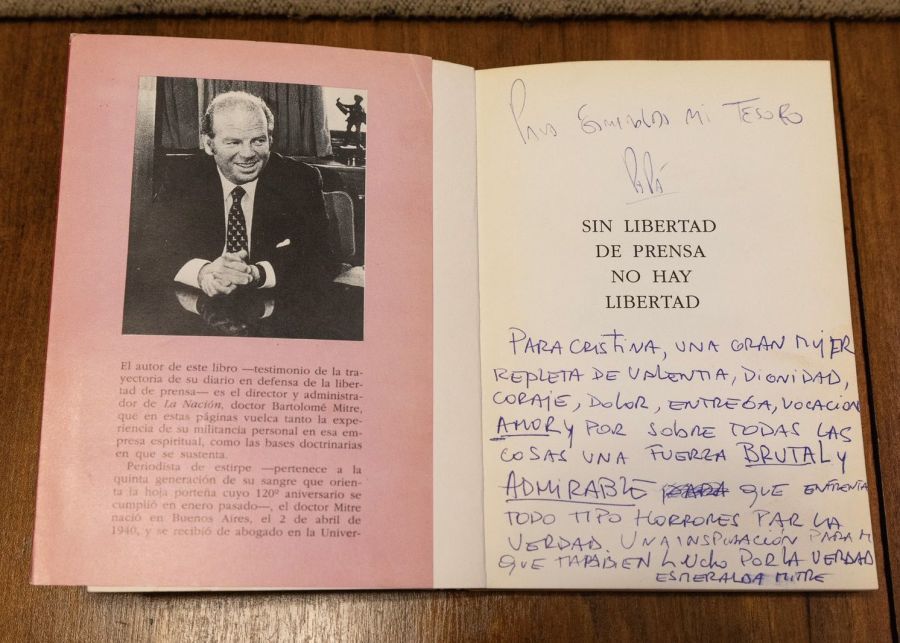 El autor de este libro —testimonio de la tra-
yectoria de su diario en defensa de la liber-
tad de prensa— es el director y administra-
dor de La Nación, doctor Bartolomé Mitre,
que en estas páginas vuelca tanto la expe-
riencia de su militancia personal en esa em-
presa espiritual, como las bases doctrinarias
en que se sustenta.
Periodista de estirpe —pertenece a la
quinta generación de su sangre que orien-
ta la hoja porteña cuyo 120º aniversario se
cumplió en enero pasado—, el doctor Mitre
nació en Buenos Aires, el 2 de abril de
1940, y se recibió de abogado en la Univer-
Para Esmeralda mi TESORO
PAPÁ
SIN LIBERTAD
DE PRENSA
NO HAY
LIBERTAD
PARA CRISTINA, UNA GRAN MUJER
REPLETA DE VALENTIA, DIGNIDAD,
CORAJE, DOLOR, ENTREGA, VOCACION
AMOR y POR SOBRE TODAS LAS
COSAS UNA FUERZA BRUTAL y
ADMIRABLE QUE ENFRENTA
TODO TIPO HORRORES PAR LA
VERDAD. UNA INSPIRACIÓN PARA MI
QUE TAMBIEN LUCHO POR LA VERDAD
ESMERALDA MITRE